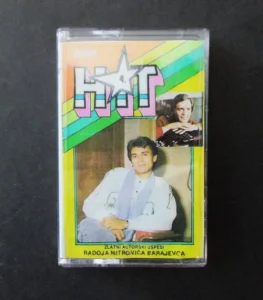 HIT
ZLATNI AUTORSKI USPESI
RADOJA MITROVIĆA BARAJEVCA